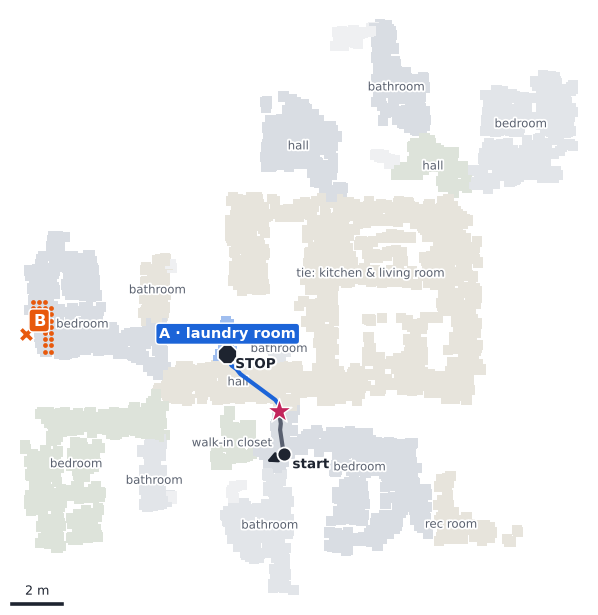 bathroom
bedroom
hall
hall
tie: kitchen & living room
bathroom
B
bedroom
A · laundry room
bathroom
STOP
hall
walk-in closet
bedroom
start
bedroom
bathroom
bathroom
rec room
2 m